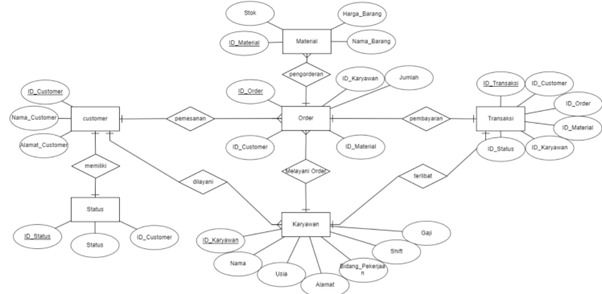 Stok
Harga_Barang
ID_Material
Material
Nama_Barang
pengorderan
ID_Customer
ID_Order
ID_Karyawan
Jumlah
ID_Transaksi
ID_Customer
Nama_Customer
customer
pemesanan
Order
pembayaran
Transaksi
ID_Order
ID_Material
Alamat_Customer
ID_Customer
ID_Material
ID_Status
ID_Karyawan
memiliki
dilayani
Melayani Order
terlibat
Status
ID_Status
Status
ID_Customer
Karyawan
ID_Karyawan
Gaji
Nama
Shift
Usia
Bidang_Pekerjaa
n
Alamat